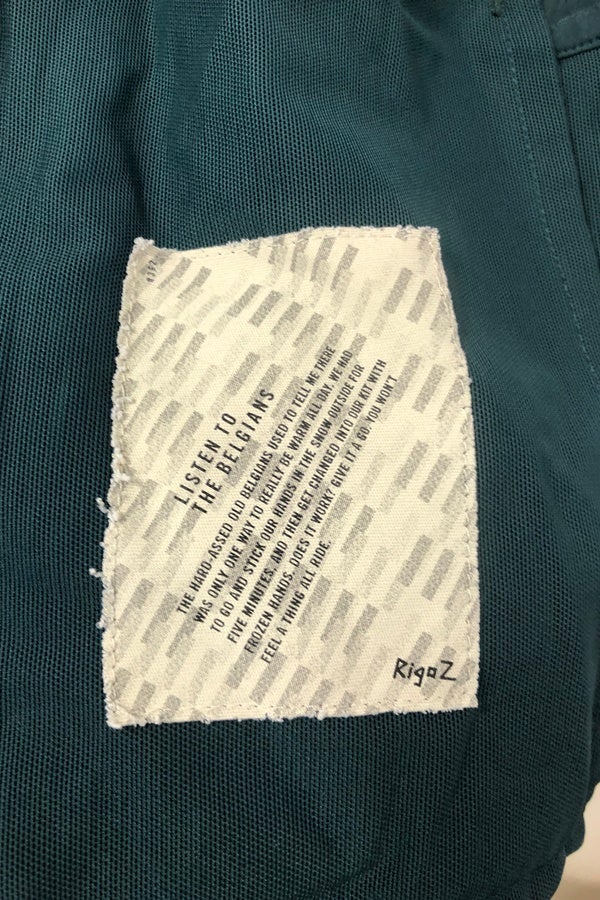 LISTEN TO
THE BELGIANS
THE HARD-ASSED OLD BELGIANS USED TO TELL ME THERE
WAS ONLY ONE WAY TO REALLY BE WARM ALL DAY. WE HAD
TO GO AND STICK OUR HANDS IN THE SNOW OUTSIDE FOR
FIVE MINUTES, AND THEN GET CHANGED INTO OUR KIT WITH
FROZEN HANDS. DOES IT WORK? GIVE IT A GO. YOU WON'T
FEEL A THING ALL RIDE.
RigoZ